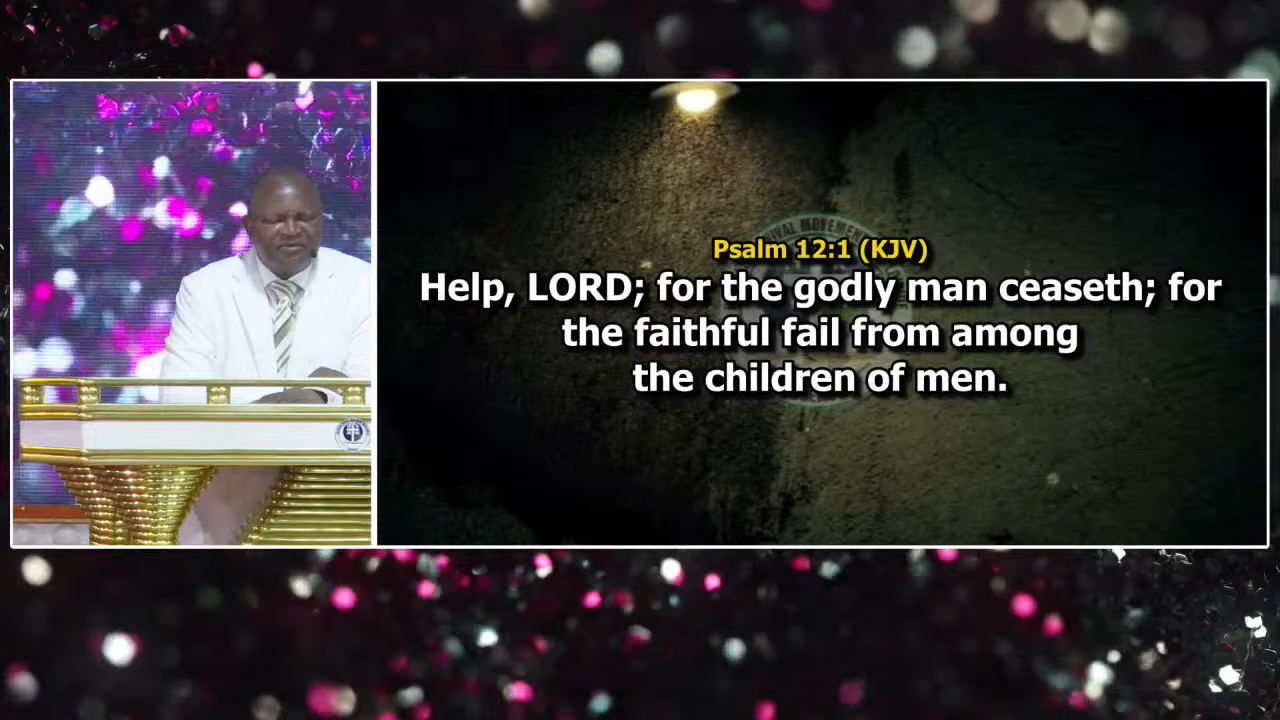 Psalm 12:1 (KJV)
Help, LORD; for the godly man ceaseth; for
the faithful fail from among
the children of men.